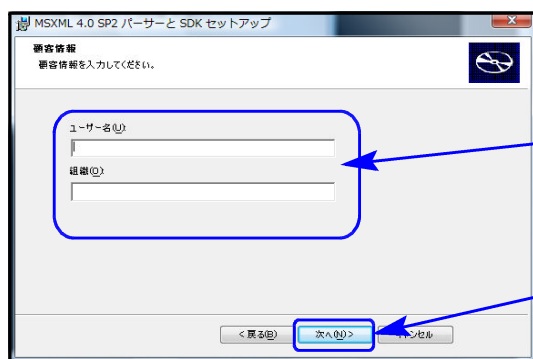 MSXML 4.0 SP2 パーサーと SDK セットアップ
顧客情報
顧客情報を入力してください。
ユーザー名(U):
組織(O):
< 戻る(B)
次へ(N) >
キャンセル